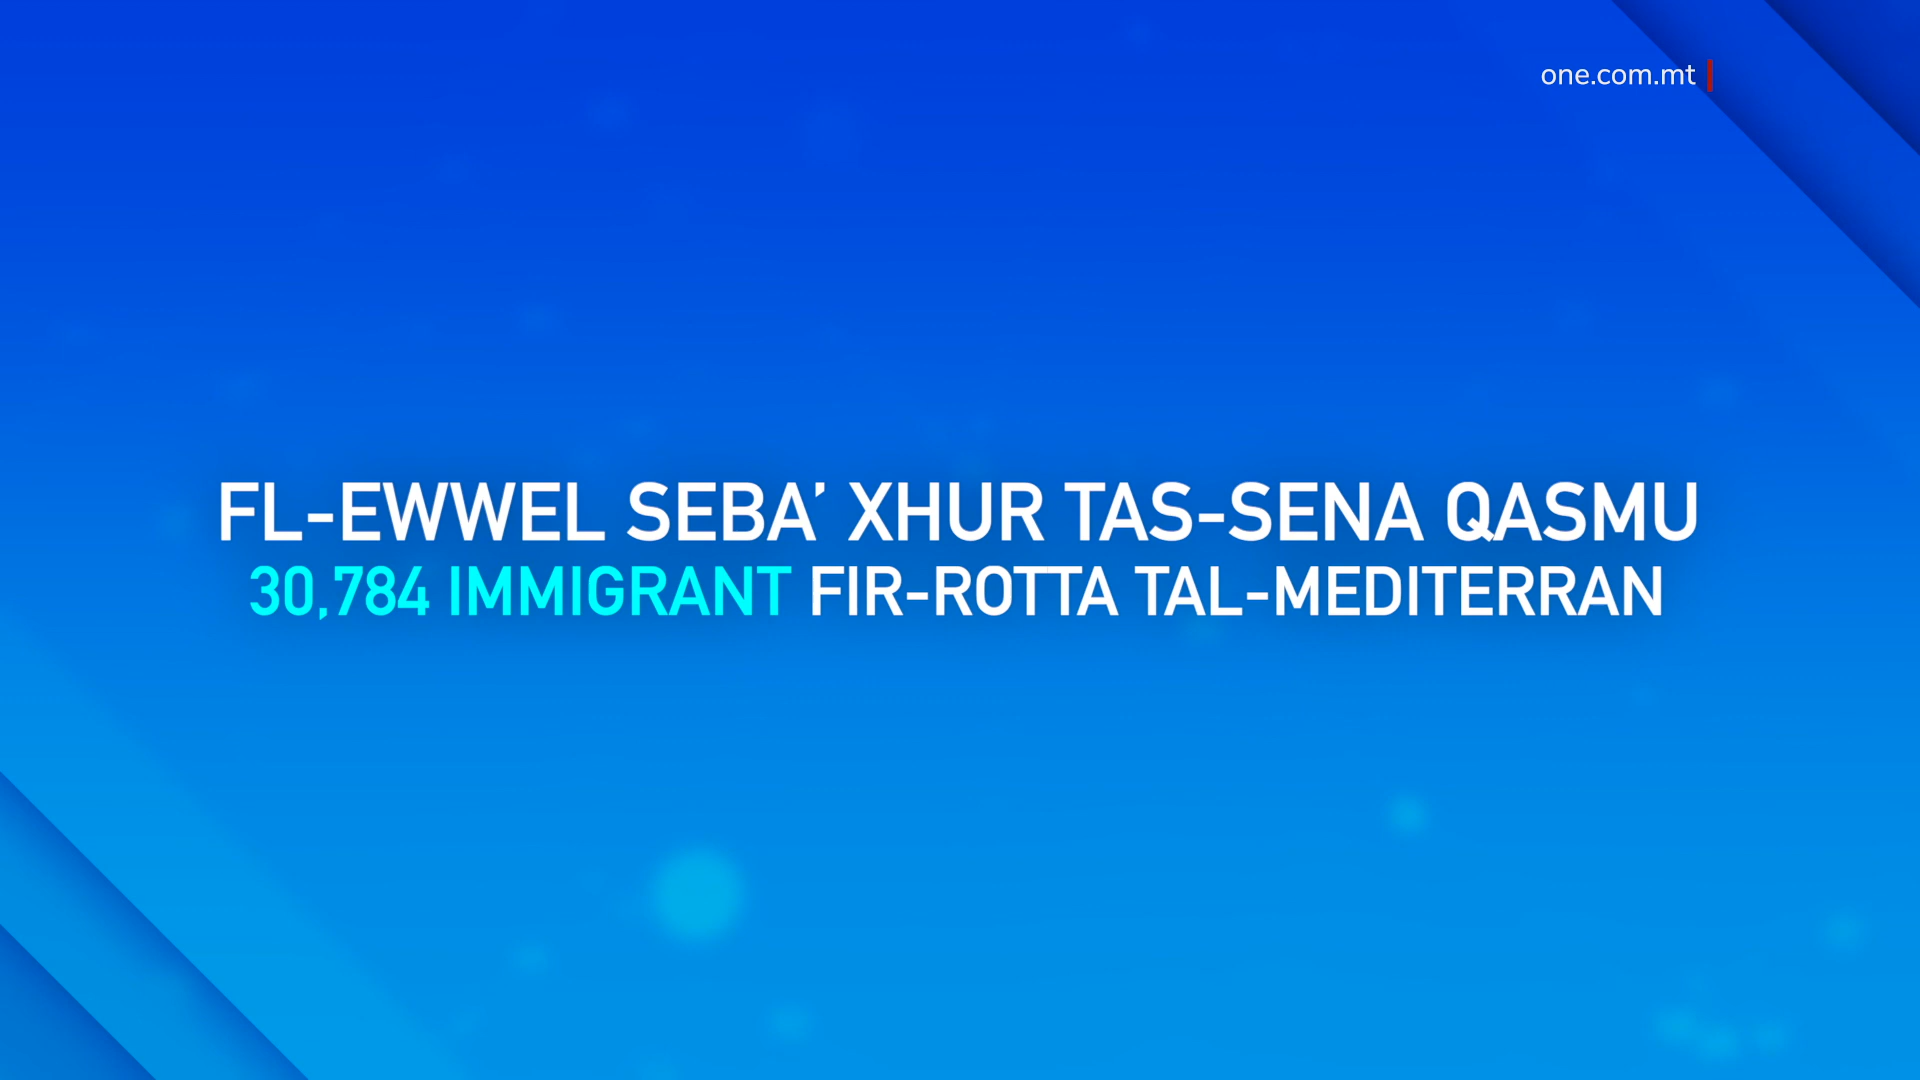 one.com.mt
FL-EWWEL SEBA’ XHUR TAS-SENA QASMU
30,784 IMMIGRANT FIR-ROTTA TAL-MEDITERRAN